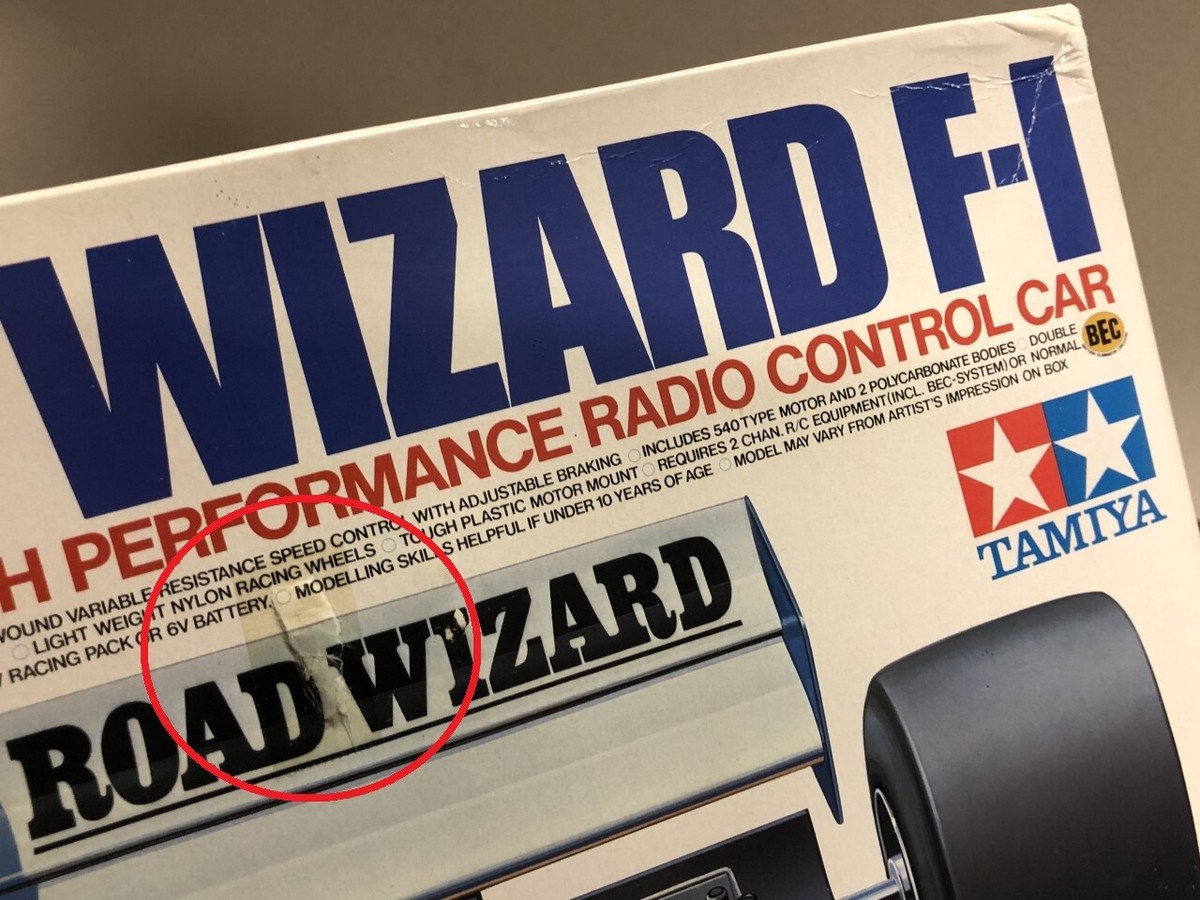 WIZARD F-1
H PERFORMANCE RADIO CONTROL CAR
WOUND VARIABLE RESISTANCE SPEED CONTROL WITH ADJUSTABLE BRAKING ○ INCLUDES 540 TYPE MOTOR AND 2 POLYCARBONATE BODIES ○ DOUBLE
○ LIGHT WEIGHT NYLON RACING WHEELS ○ TOUGH PLASTIC MOTOR MOUNT ○ REQUIRES 2 CHAN. R/C EQUIPMENT (INCL. BEC-SYSTEM) OR NORMAL
RACING PACK OR 6V BATTERY. ○ MODELLING SKILLS HELPFUL IF UNDER 10 YEARS OF AGE ○ MODEL MAY VARY FROM ARTIST'S IMPRESSION ON BOX
BEC
TAMIYA
ROAD WIZARD